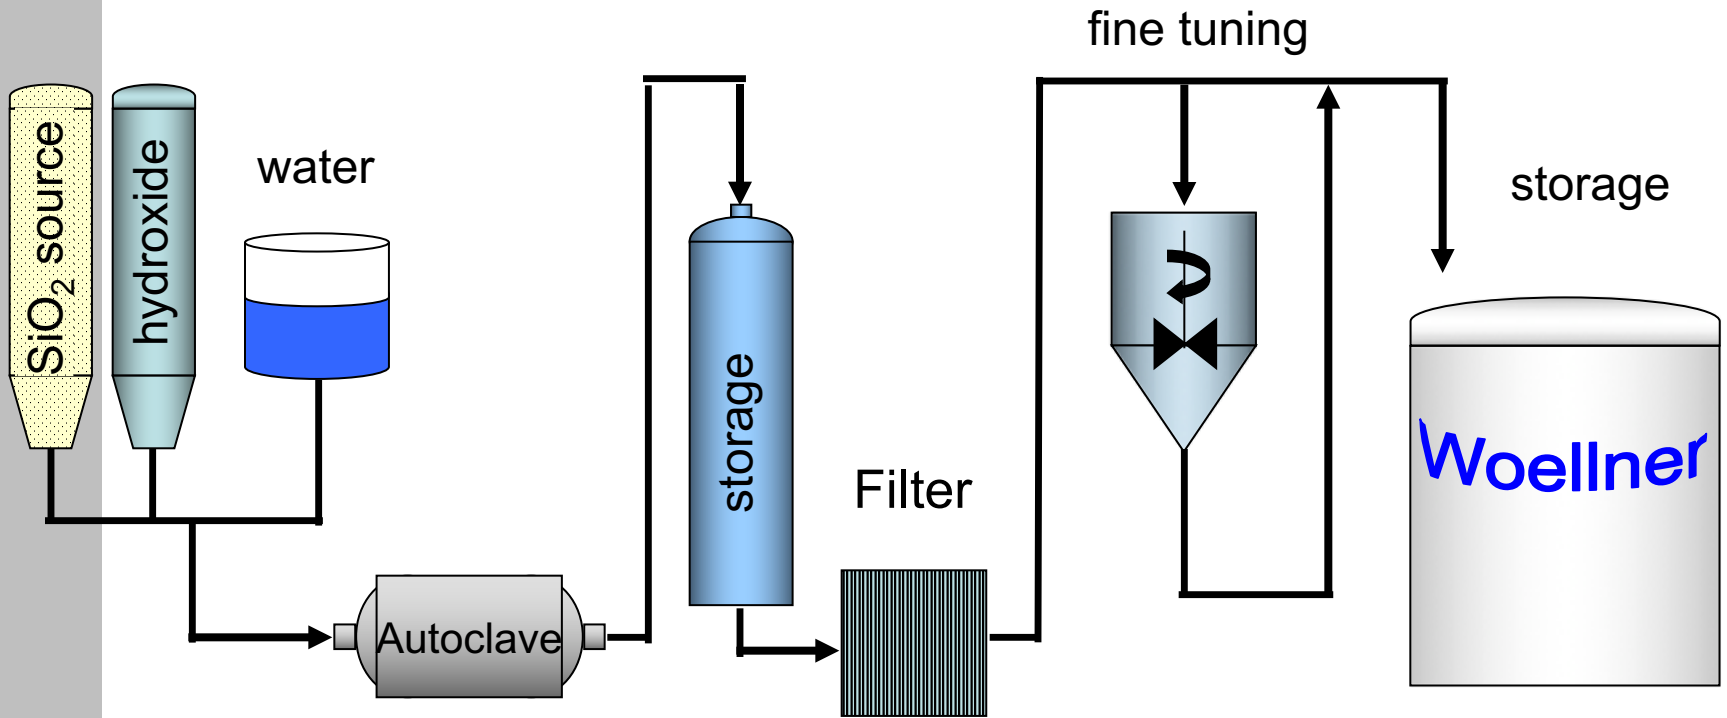 fine tuning
SiO₂ source
hydroxide
water
storage
storage
Filter
Autoclave
Woellner